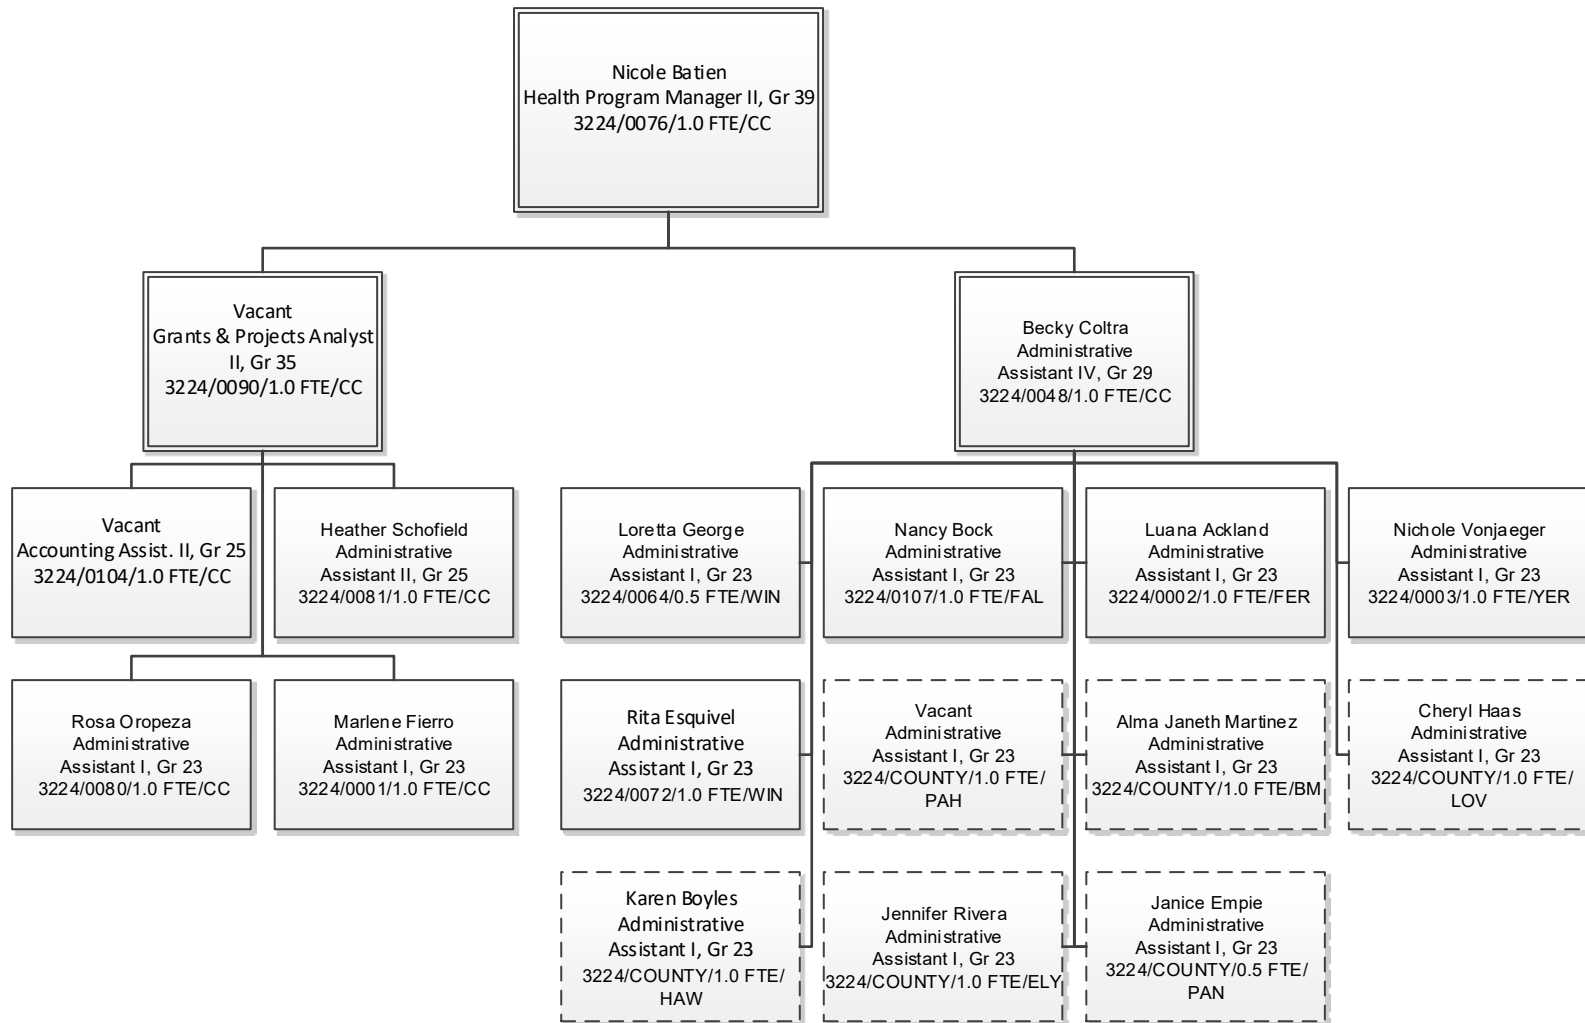 Nicole Batien
Health Program Manager II, Gr 39
3224/0076/1.0 FTE/CC
Vacant
Grants & Projects Analyst
II, Gr 35
3224/0090/1.0 FTE/CC
Becky Coltra
Administrative
Assistant IV, Gr 29
3224/0048/1.0 FTE/CC
Vacant
Accounting Assist. II, Gr 25
3224/0104/1.0 FTE/CC
Heather Schofield
Administrative
Assistant II, Gr 25
3224/0081/1.0 FTE/CC
Loretta George
Administrative
Assistant I, Gr 23
3224/0064/0.5 FTE/WIN
Nancy Bock
Administrative
Assistant I, Gr 23
3224/0107/1.0 FTE/FAL
Luana Ackland
Administrative
Assistant I, Gr 23
3224/0002/1.0 FTE/FER
Nichole Vonjaeger
Administrative
Assistant I, Gr 23
3224/0003/1.0 FTE/YER
Rosa Oropeza
Administrative
Assistant I, Gr 23
3224/0080/1.0 FTE/CC
Marlene Fierro
Administrative
Assistant I, Gr 23
3224/0001/1.0 FTE/CC
Rita Esquivel
Administrative
Assistant I, Gr 23
3224/0072/1.0 FTE/WIN
Vacant
Administrative
Assistant I, Gr 23
3224/COUNTY/1.0 FTE/
PAH
Alma Janeth Martinez
Administrative
Assistant I, Gr 23
3224/COUNTY/1.0 FTE/BM
Cheryl Haas
Administrative
Assistant I, Gr 23
3224/COUNTY/1.0 FTE/
LOV
Karen Boyles
Administrative
Assistant I, Gr 23
3224/COUNTY/1.0 FTE/
HAW
Jennifer Rivera
Administrative
Assistant I, Gr 23
3224/COUNTY/1.0 FTE/ELY
Janice Empie
Administrative
Assistant I, Gr 23
3224/COUNTY/0.5 FTE/
PAN